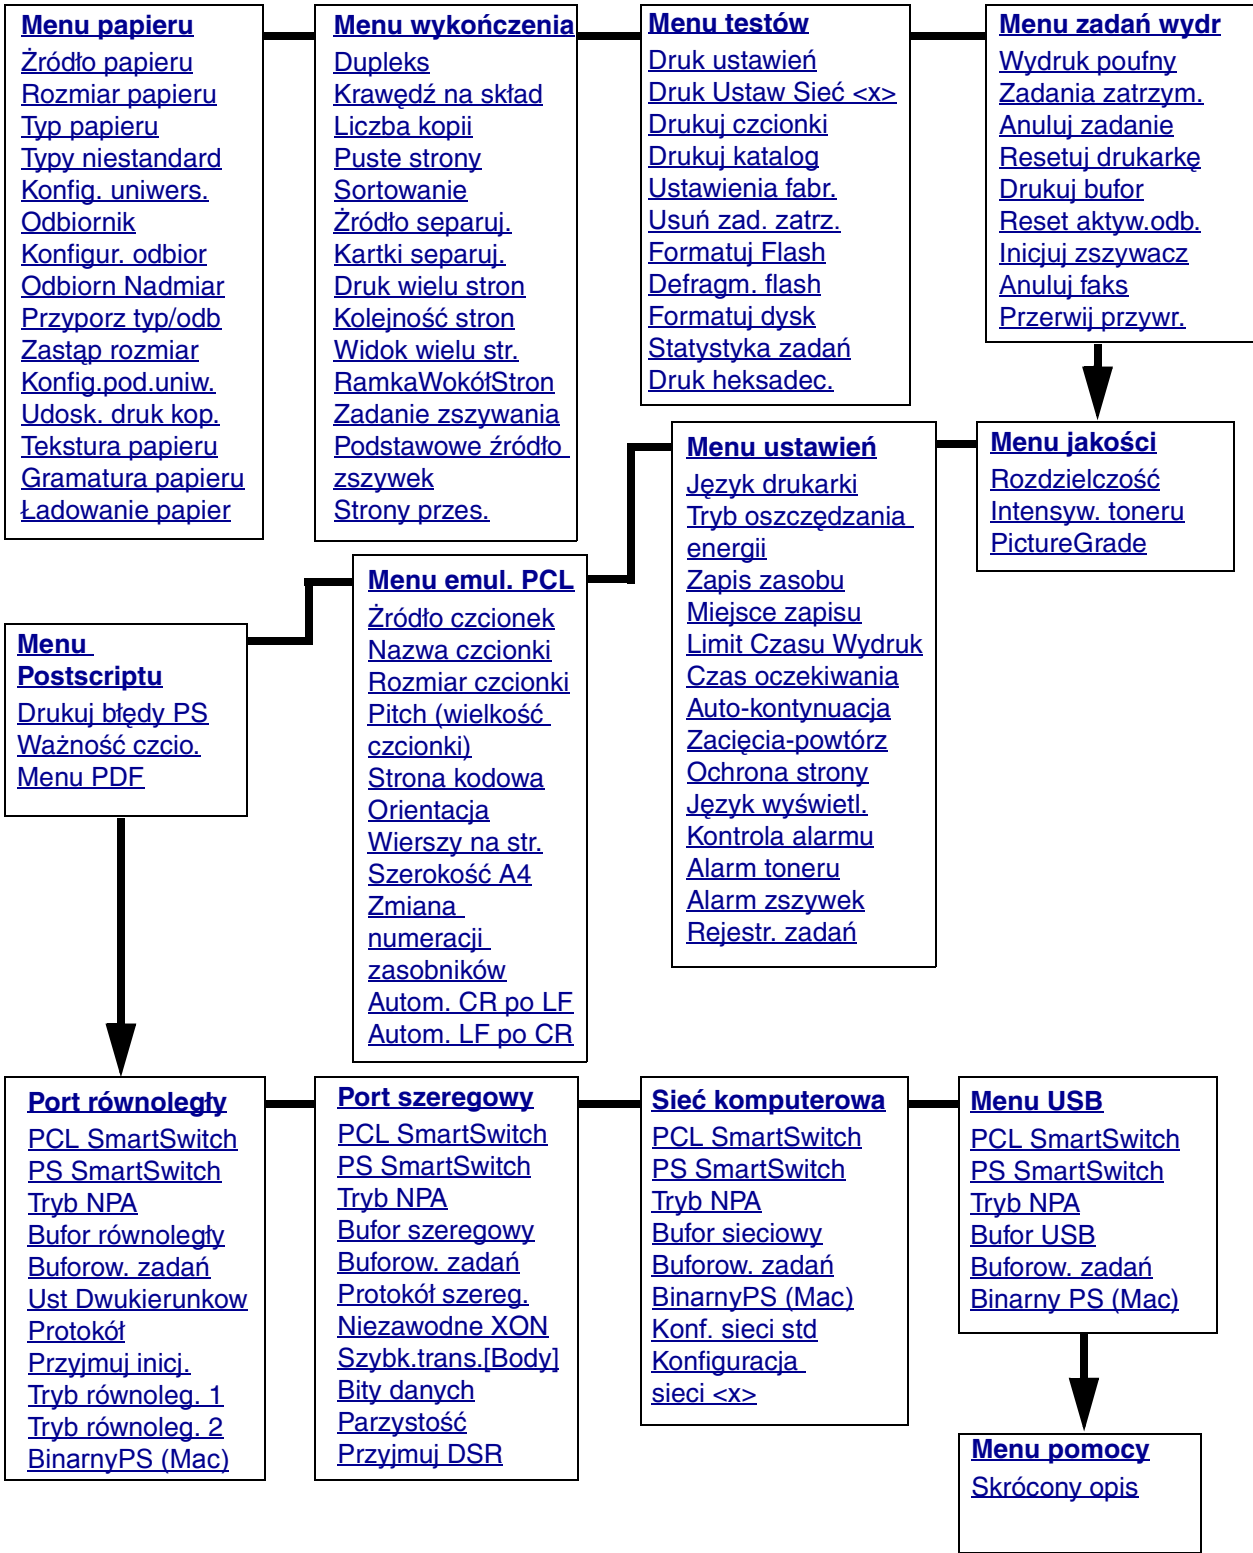 Menu papieru
Źródło papieru
Rozmiar papieru
Typ papieru
Typy niestandard
Konfig. uniwers.
Odbiornik
Konfigur. odbior
Odbiorn Nadmiar
Przyporz typ/odb
Zastąp rozmiar
Konfig.pod.uniw.
Udosk. druk kop.
Tekstura papieru
Gramatura papieru
Ładowanie papier
Menu wykończenia
Dupleks
Krawędź na skład
Liczba kopii
Puste strony
Sortowanie
Źródło separuj.
Kartki separuj.
Druk wielu stron
Kolejność stron
Widok wielu str.
RamkaWokółStron
Zadanie zszywania
Podstawowe źródło
zszywek
Strony przes.
Menu testów
Druk ustawień
Druk Ustaw Sieć <x>
Drukuj czcionki
Drukuj katalog
Ustawienia fabr.
Usuń zad. zatrz.
Formatuj Flash
Defragm. flash
Formatuj dysk
Statystyka zadań
Druk heksadec.
Menu zadań wydr
Wydruk poufny
Zadania zatrzym.
Anuluj zadanie
Resetuj drukarkę
Drukuj bufor
Reset aktyw.odb.
Inicjuj zszywacz
Anuluj faks
Przerwij przywr.
Menu jakości
Rozdzielczość
Intensyw. toneru
PictureGrade
Menu ustawień
Język drukarki
Tryb oszczędzania
energii
Zapis zasobu
Miejsce zapisu
Limit Czasu Wydruk
Czas oczekiwania
Auto-kontynuacja
Zacięcia-powtórz
Ochrona strony
Język wyświetl.
Kontrola alarmu
Alarm toneru
Alarm zszywek
Rejestr. zadań
Menu emul. PCL
Źródło czcionek
Nazwa czcionki
Rozmiar czcionki
Pitch (wielkość
czcionki)
Strona kodowa
Orientacja
Wierszy na str.
Szerokość A4
Zmiana
numeracji
zasobników
Autom. CR po LF
Autom. LF po CR
Menu
Postscriptu
Drukuj błędy PS
Ważność czcio.
Menu PDF
Port równoległy
PCL SmartSwitch
PS SmartSwitch
Tryb NPA
Bufor równoległy
Buforow. zadań
Ust Dwukierunkow
Protokół
Przyjmuj inicj.
Tryb równoleg. 1
Tryb równoleg. 2
BinarnyPS (Mac)
Port szeregowy
PCL SmartSwitch
PS SmartSwitch
Tryb NPA
Bufor szeregowy
Buforow. zadań
Protokół szereg.
Niezawodne XON
Szybk.trans.[Body]
Bity danych
Parzystość
Przyjmuj DSR
Sieć komputerowa
PCL SmartSwitch
PS SmartSwitch
Tryb NPA
Bufor sieciowy
Buforow. zadań
BinarnyPS (Mac)
Konf. sieci std
Konfiguracja
sieci <x>
Menu USB
PCL SmartSwitch
PS SmartSwitch
Tryb NPA
Bufor USB
Buforow. zadań
Binarny PS (Mac)
Menu pomocy
Skrócony opis